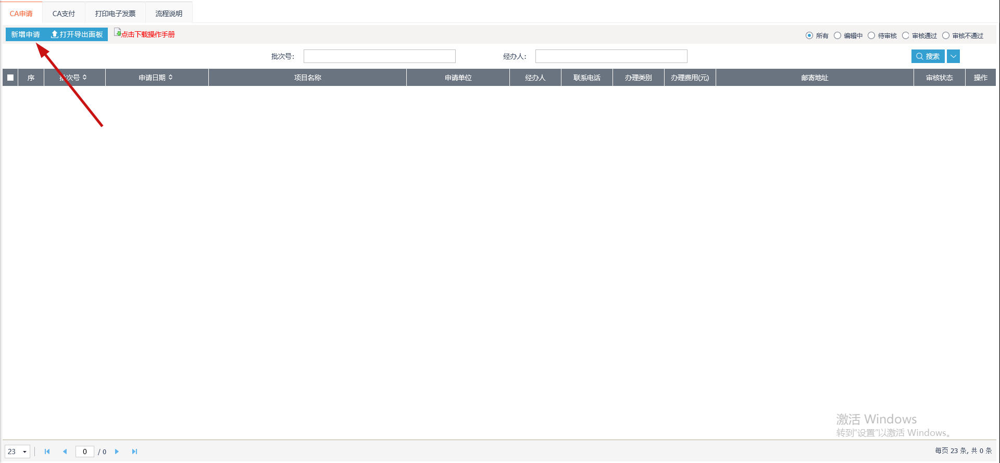 CA申请 CA支付 打印电子发票 流程说明
新增申请 打开导出面板 点击下载操作手册 所有 编辑中 待审核 审核通过 审核不通过
批次号: 经办人: 搜索
序 批次号 申请日期 项目名称 申请单位 经办人 联系电话 办理类别 办理费用(元) 邮寄地址 审核状态 操作
激活 Windows
转到“设置”以激活 Windows。
23 0 / 0 每页 23 条, 共 0 条